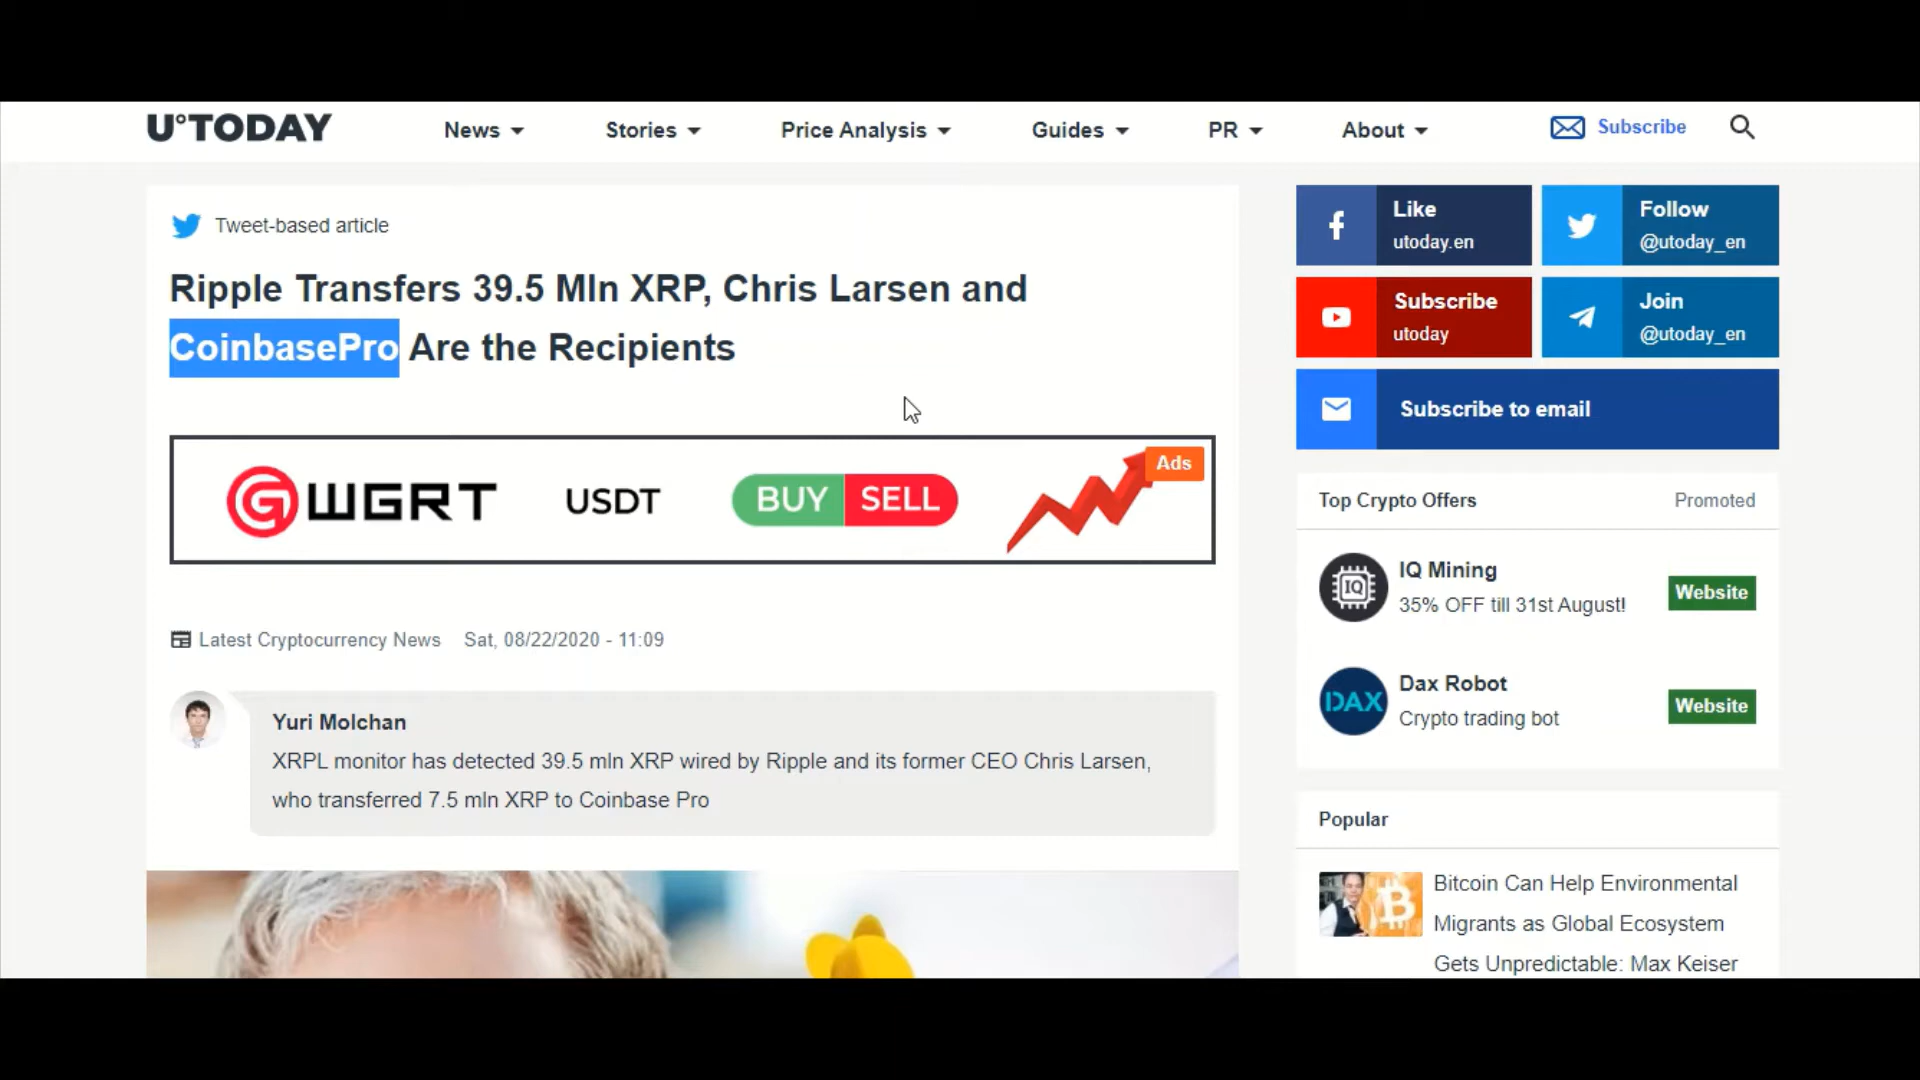 U°TODAY
News
Stories
Price Analysis
Guides
PR
About
Subscribe
Tweet-based article
Ripple Transfers 39.5 Mln XRP, Chris Larsen and
CoinbasePro Are the Recipients
WGRT
USDT
BUY
SELL
Ads
Latest Cryptocurrency News
Sat, 08/22/2020 - 11:09
Yuri Molchan
XRPL monitor has detected 39.5 mln XRP wired by Ripple and its former CEO Chris Larsen,
who transferred 7.5 mln XRP to Coinbase Pro
Like
utoday.en
Follow
@utoday_en
Subscribe
utoday
Join
@utoday_en
Subscribe to email
Top Crypto Offers
Promoted
IQ
IQ Mining
35% OFF till 31st August!
Website
DAX
Dax Robot
Crypto trading bot
Website
Popular
Bitcoin Can Help Environmental
Migrants as Global Ecosystem
Gets Unpredictable: Max Keiser